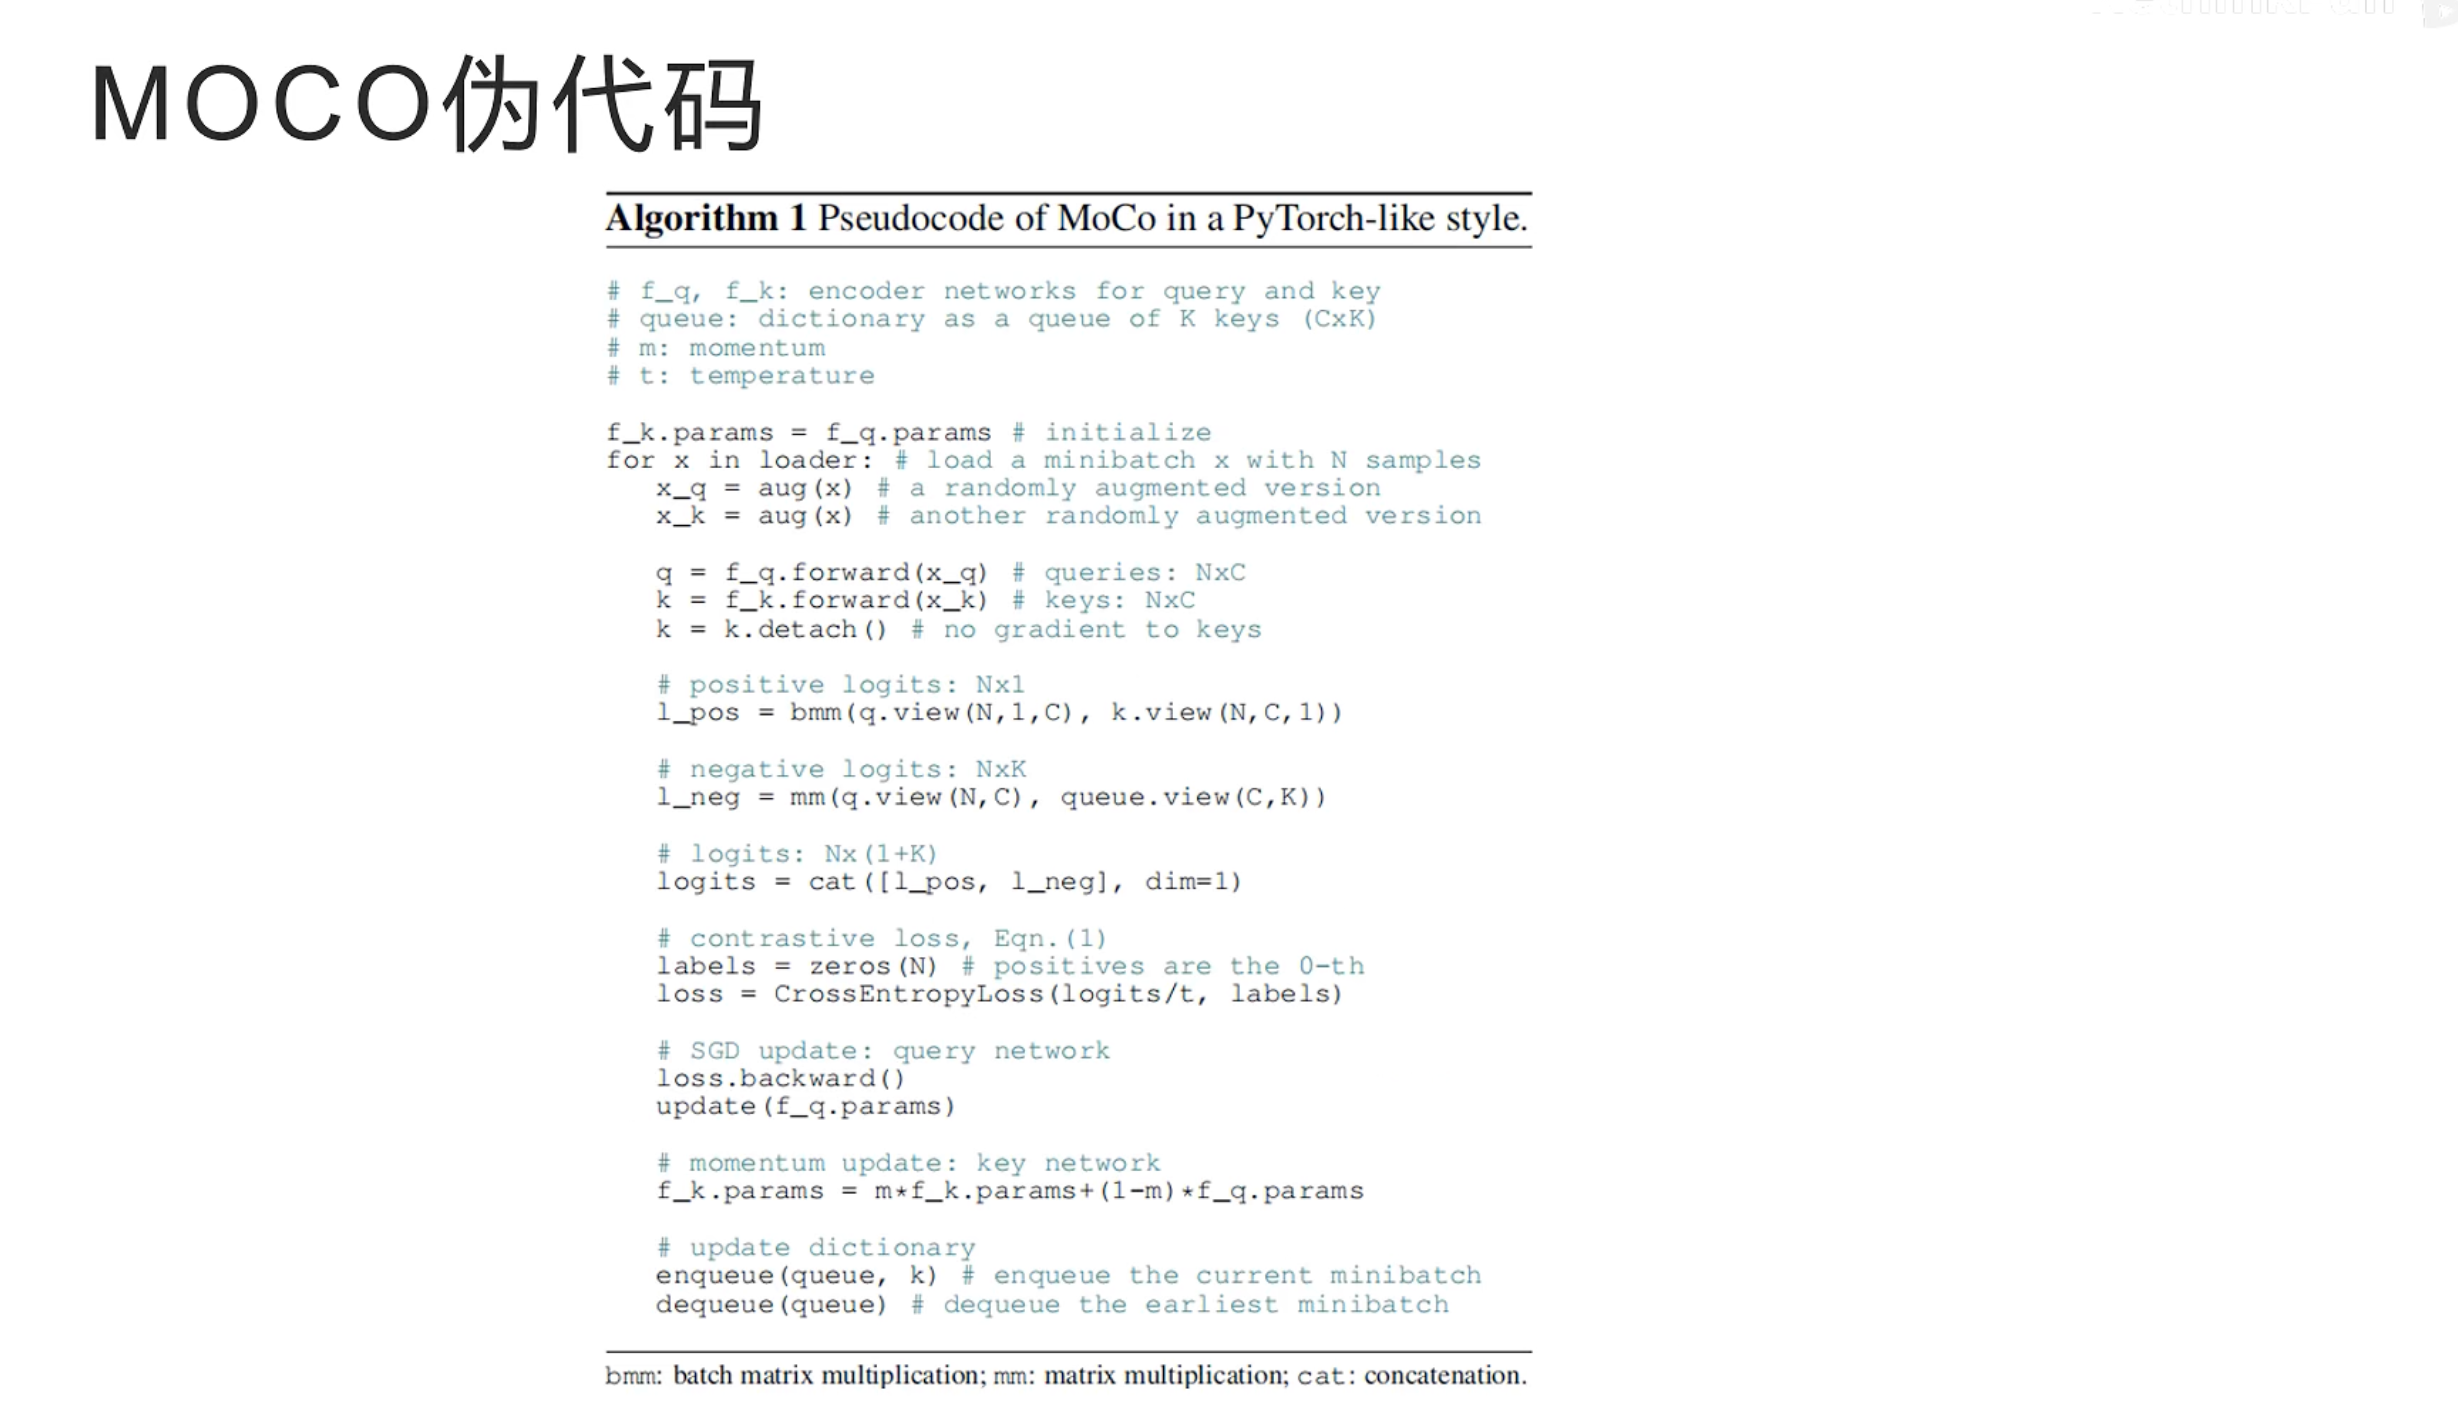 MOCO伪代码
Algorithm 1 Pseudocode of MoCo in a PyTorch-like style.
# f_q, f_k: encoder networks for query and key
# queue: dictionary as a queue of K keys (CxK)
# m: momentum
# t: temperature
f_k.params = f_q.params # initialize
for x in loader: # load a minibatch x with N samples
x_q = aug(x) # a randomly augmented version
x_k = aug(x) # another randomly augmented version
q = f_q.forward(x_q) # queries: NxC
k = f_k.forward(x_k) # keys: NxC
k = k.detach() # no gradient to keys
# positive logits: Nx1
l_pos = bmm(q.view(N,1,C), k.view(N,C,1))
# negative logits: NxK
l_neg = mm(q.view(N,C), queue.view(C,K))
# logits: Nx(1+K)
logits = cat([l_pos, l_neg], dim=1)
# contrastive loss, Eqn.(1)
labels = zeros(N) # positives are the 0-th
loss = CrossEntropyLoss(logits/t, labels)
# SGD update: query network
loss.backward()
update(f_q.params)
# momentum update: key network
f_k.params = m*f_k.params+(1-m)*f_q.params
# update dictionary
enqueue(queue, k) # enqueue the current minibatch
dequeue(queue) # dequeue the earliest minibatch
bmm: batch matrix multiplication; mm: matrix multiplication; cat: concatenation.